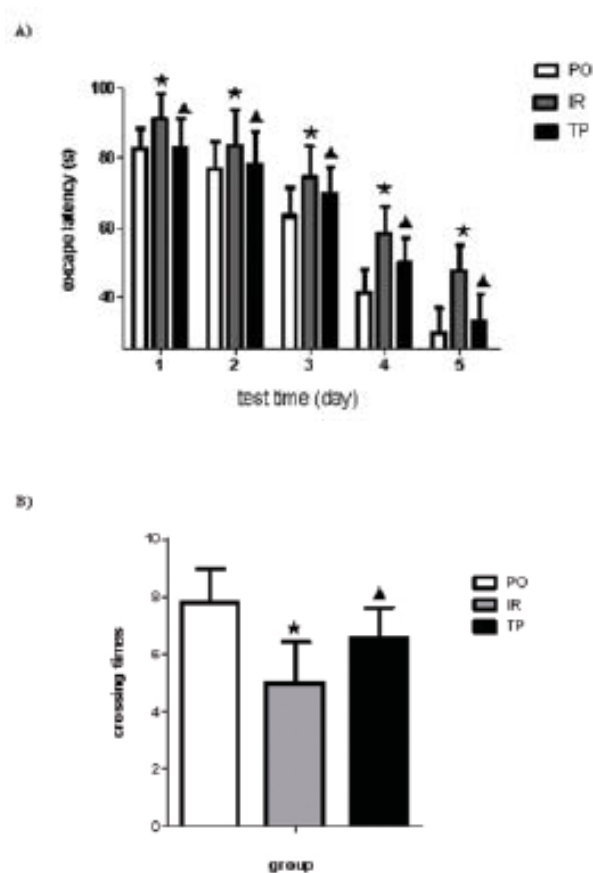 A)
PO
IR
TP
100
80
60
40
escape latency (s)
1 2 3 4 5
test time (day)
B)
10
8
6
4
2
0
crossing times
PO
IR
TP
group